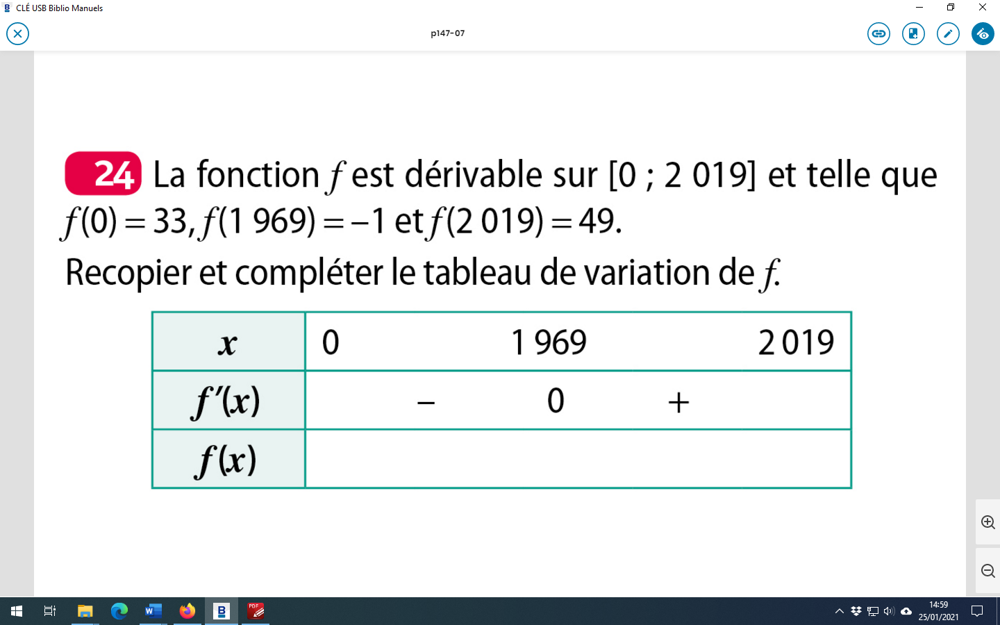 CLÉ USB Biblio Manuels
p147-07
24 La fonction f est dérivable sur [0 ; 2 019] et telle que
f(0) = 33, f(1 969) = –1 et f(2 019) = 49.
Recopier et compléter le tableau de variation de f.
x 0 1 969 2 019
f′(x) – 0 +
f(x)
14:59
25/01/2021